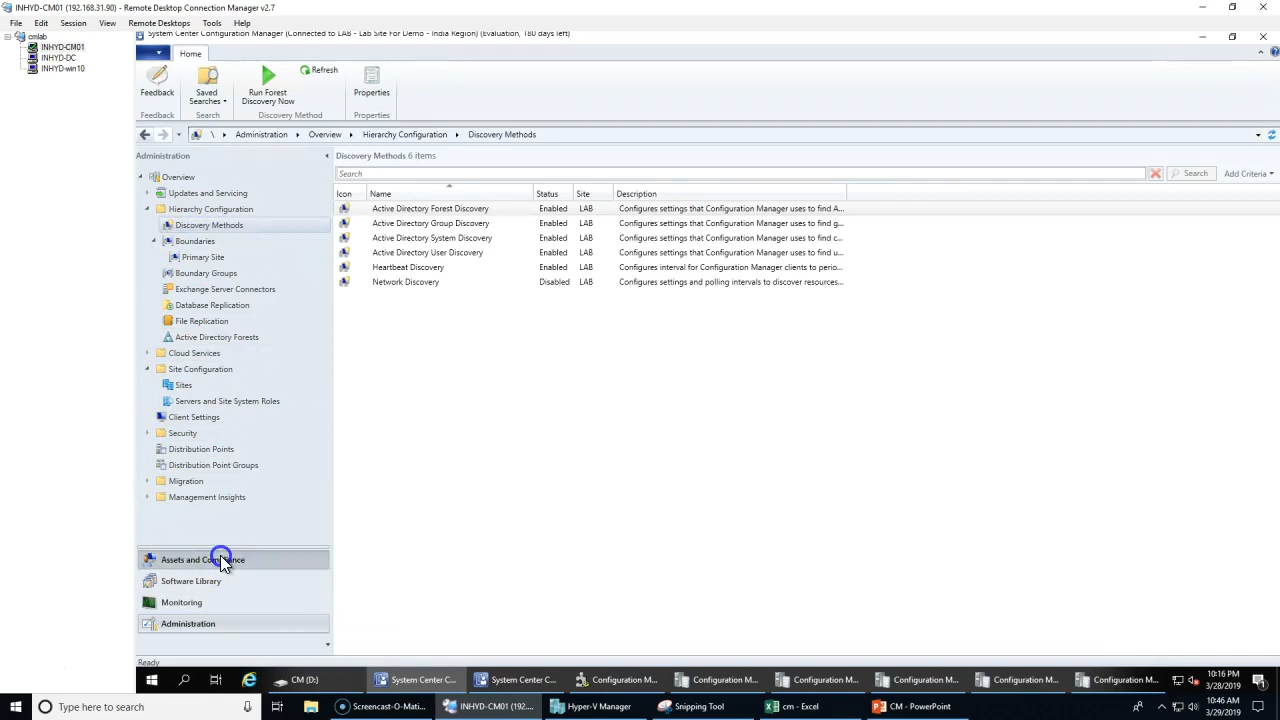 INHYD-CM01 (192.168.31.90) - Remote Desktop Connection Manager v2.7
File Edit Session View Remote Desktops Tools Help
cmlab
INHYD-CM01
INHYD-DC
INHYD-win10
System Center Configuration Manager (Connected to LAB - Lab Site For Demo - India Region) (Evaluation, 180 days left)
Home
Feedback
Saved Searches
Run Forest Discovery Now
Refresh
Properties
Feedback Search Discovery Method Properties
\ Administration Overview Hierarchy Configuration Discovery Methods
Administration
Overview
Updates and Servicing
Hierarchy Configuration
Discovery Methods
Boundaries
Primary Site
Boundary Groups
Exchange Server Connectors
Database Replication
File Replication
Active Directory Forests
Cloud Services
Site Configuration
Sites
Servers and Site System Roles
Client Settings
Security
Distribution Points
Distribution Point Groups
Migration
Management Insights
Assets and Compliance
Software Library
Monitoring
Administration
Discovery Methods 6 items
Search Search Add Criteria
Icon Name Status Site Description
Active Directory Forest Discovery Enabled LAB Configures settings that Configuration Manager uses to find A...
Active Directory Group Discovery Enabled LAB Configures settings that Configuration Manager uses to find g...
Active Directory System Discovery Enabled LAB Configures settings that Configuration Manager uses to find c...
Active Directory User Discovery Enabled LAB Configures settings that Configuration Manager uses to find u...
Heartbeat Discovery Enabled LAB Configures interval for Configuration Manager clients to perio...
Network Discovery Disabled LAB Configures settings and polling intervals to discover resources...
Ready
CM (D:) System Center C... System Center C... Configuration M... Configuration M... Configuration M... Configuration M... Configuration M... Configuration M... 10:16 PM
3/28/2019
Type here to search Screencast-O-Mati... INHYD-CM01 (192.... Hyper-V Manager Snipping Tool cm - Excel CM - PowerPoint 10:46 AM
3/29/2019